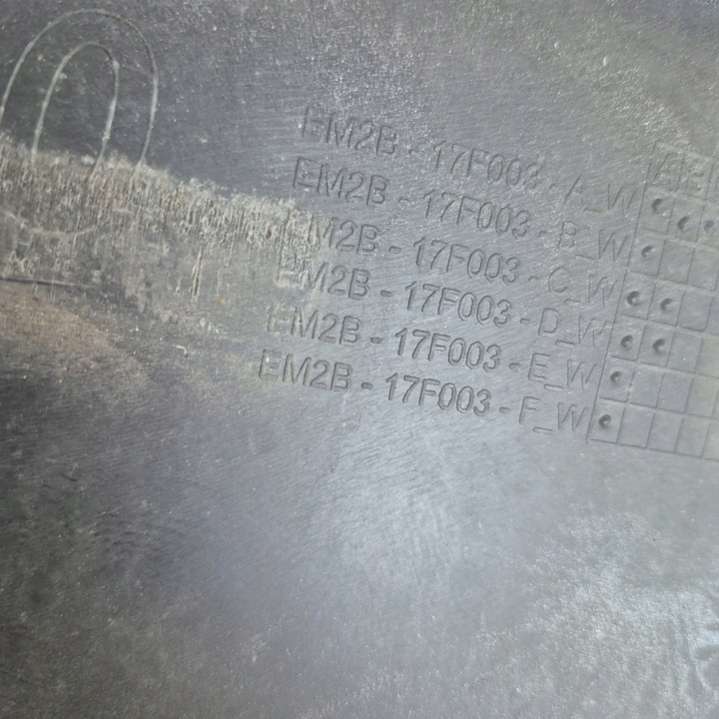 EM2B - 17F003 - A_W
EM2B - 17F003 - B_W
EM2B - 17F003 - C_W
EM2B - 17F003 - D_W
EM2B - 17F003 - E_W
EM2B - 17F003 - F_W